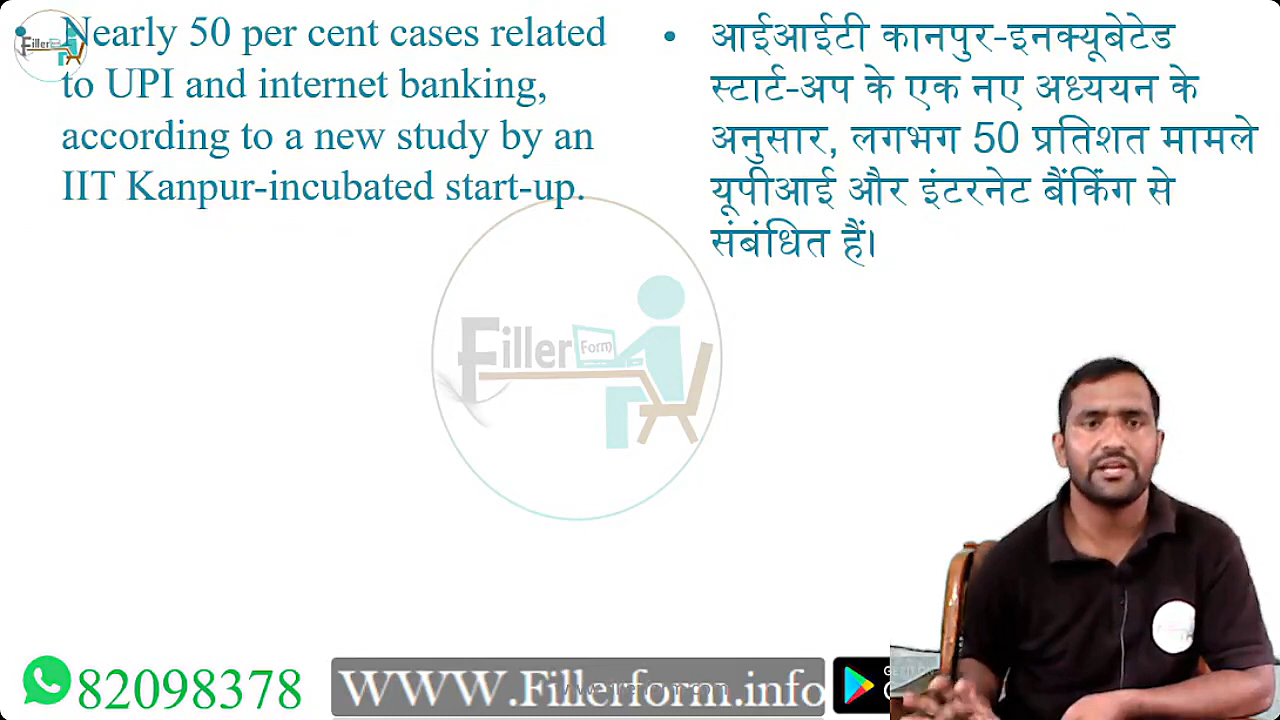 Nearly 50 per cent cases related
to UPI and internet banking,
according to a new study by an
IIT Kanpur-incubated start-up.
आईआईटी कानपुर-इनक्यूबेटेड
स्टार्ट-अप के एक नए अध्ययन के
अनुसार, लगभग 50 प्रतिशत मामले
यूपीआई और इंटरनेट बैंकिंग से
संबंधित हैं।
Filler Form
82098378
WWW.Fillerform.info